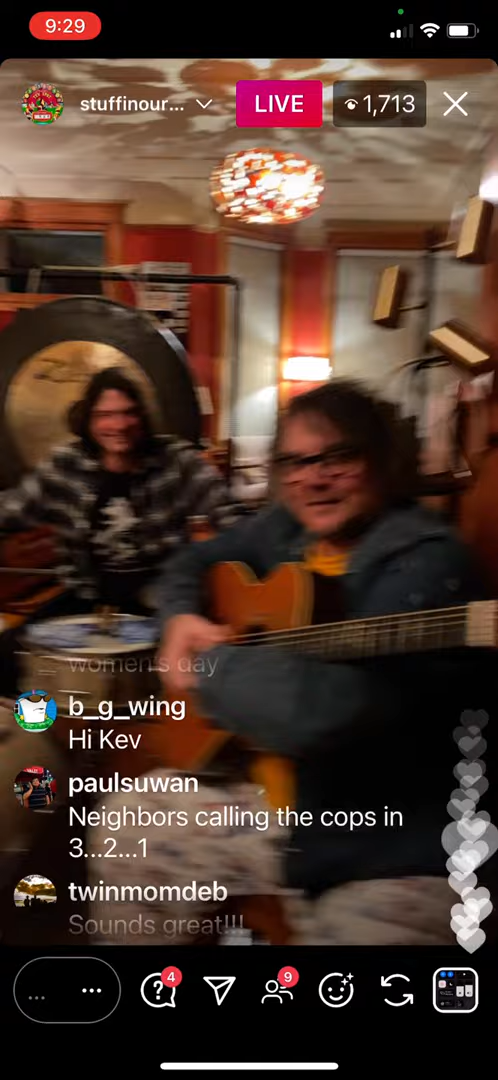 9:29
stuffinour...
LIVE
1,713
women's day
b_g_wing
Hi Kev
paulsuwan
Neighbors calling the cops in
3...2...1
twinmomdeb
Sounds great!!!
...
...
4
9